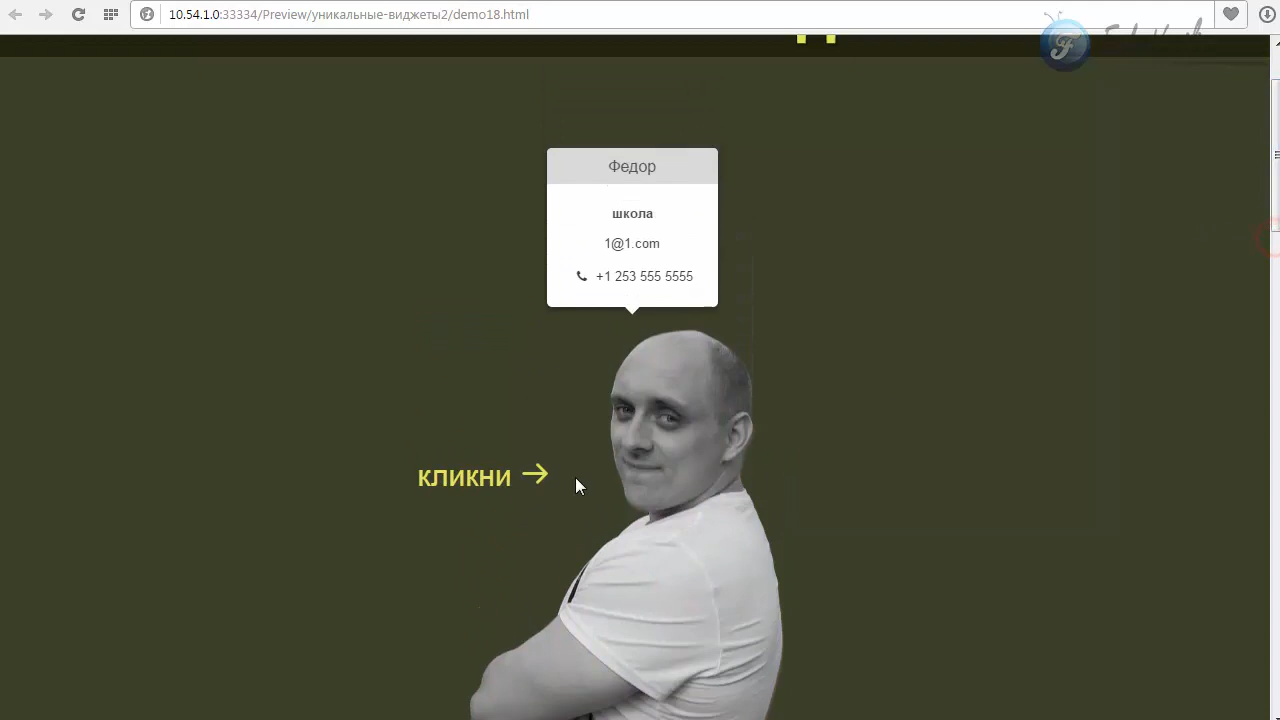 10.54.1.0:33334/Preview/уникальные-виджеты2/demo18.html
Федор
школа
1@1.com
+1 253 555 5555
кликни →